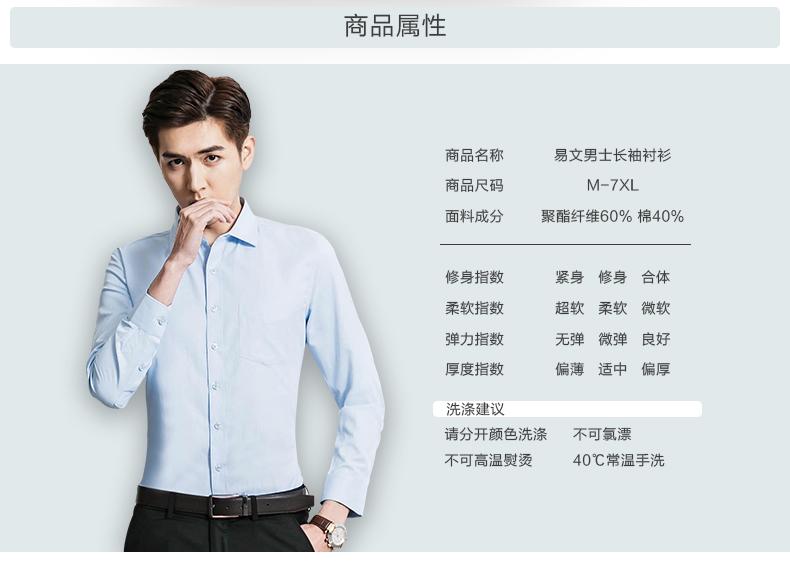 商品属性
商品名称 易文男士长袖衬衫
商品尺码 M-7XL
面料成分 聚酯纤维60% 棉40%
修身指数 紧身 修身 合体
柔软指数 超软 柔软 微软
弹力指数 无弹 微弹 良好
厚度指数 偏薄 适中 偏厚
洗涤建议
请分开颜色洗涤 不可氯漂
不可高温熨烫 40℃常温手洗